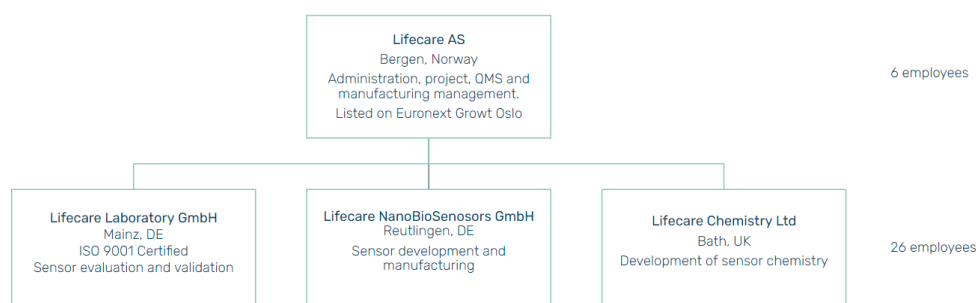 Lifecare AS
Bergen, Norway
Administration, project, QMS and
manufacturing management.
Listed on Euronext Growt Oslo
6 employees
Lifecare Laboratory GmbH
Mainz, DE
ISO 9001 Certified
Sensor evaluation and validation
Lifecare NanoBioSenosors GmbH
Reutlingen, DE
Sensor development and
manufacturing
Lifecare Chemistry Ltd
Bath, UK
Development of sensor chemistry
26 employees